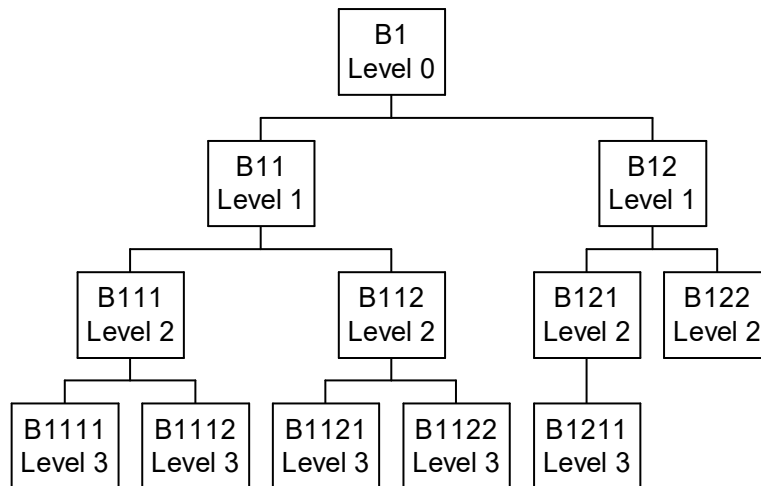 B1
Level 0
B11
Level 1
B12
Level 1
B111
Level 2
B112
Level 2
B121
Level 2
B122
Level 2
B1111
Level 3
B1112
Level 3
B1121
Level 3
B1122
Level 3
B1211
Level 3